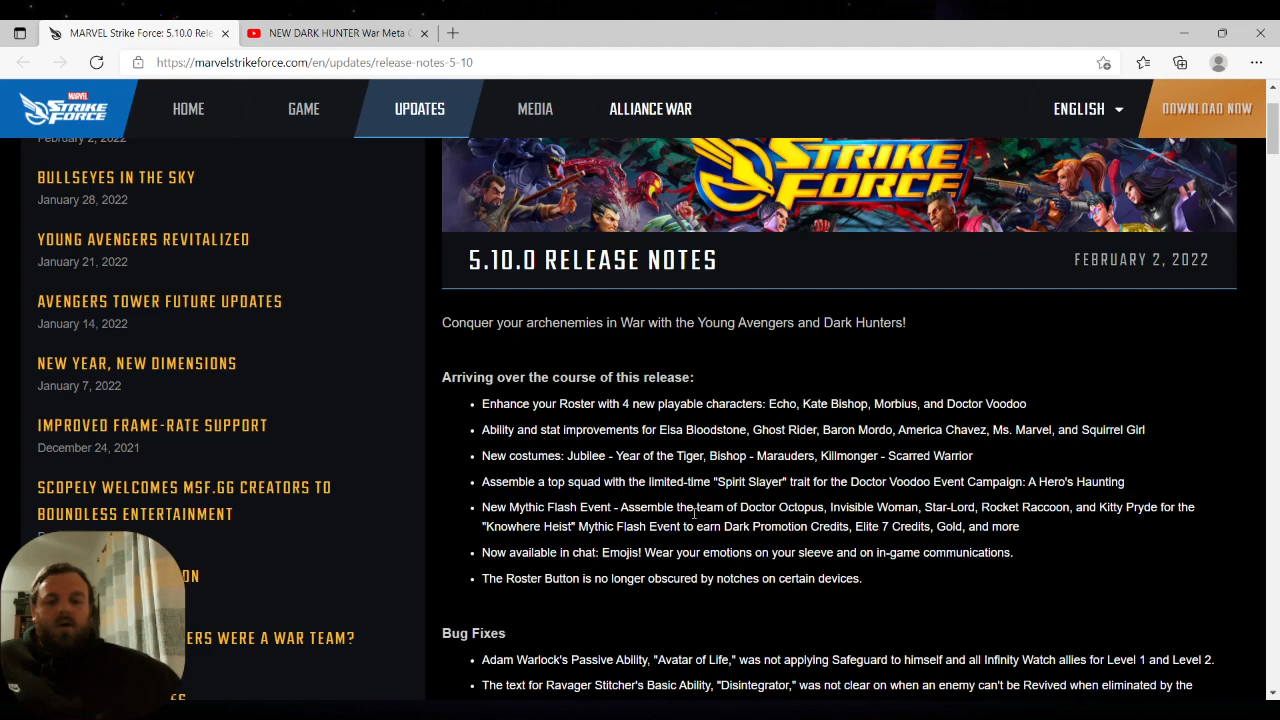 MARVEL Strike Force: 5.10.0 Rele
NEW DARK HUNTER War Meta
https://marvelstrikeforce.com/en/updates/release-notes-5-10
MARVEL STRIKE FORCE
HOME
GAME
UPDATES
MEDIA
ALLIANCE WAR
ENGLISH
DOWNLOAD NOW
February 2, 2022
BULLSEYES IN THE SKY
January 28, 2022
YOUNG AVENGERS REVITALIZED
January 21, 2022
AVENGERS TOWER FUTURE UPDATES
January 14, 2022
NEW YEAR, NEW DIMENSIONS
January 7, 2022
IMPROVED FRAME-RATE SUPPORT
December 24, 2021
SCOPELY WELCOMES MSF.GG CREATORS TO
BOUNDLESS ENTERTAINMENT
ON
ERS WERE A WAR TEAM?
STRIKE
FORCE
5.10.0 RELEASE NOTES
FEBRUARY 2, 2022
Conquer your archenemies in War with the Young Avengers and Dark Hunters!
Arriving over the course of this release:
• Enhance your Roster with 4 new playable characters: Echo, Kate Bishop, Morbius, and Doctor Voodoo
• Ability and stat improvements for Elsa Bloodstone, Ghost Rider, Baron Mordo, America Chavez, Ms. Marvel, and Squirrel Girl
• New costumes: Jubilee - Year of the Tiger, Bishop - Marauders, Killmonger - Scarred Warrior
• Assemble a top squad with the limited-time "Spirit Slayer" trait for the Doctor Voodoo Event Campaign: A Hero's Haunting
• New Mythic Flash Event - Assemble the team of Doctor Octopus, Invisible Woman, Star-Lord, Rocket Raccoon, and Kitty Pryde for the
"Knowhere Heist" Mythic Flash Event to earn Dark Promotion Credits, Elite 7 Credits, Gold, and more
• Now available in chat: Emojis! Wear your emotions on your sleeve and on in-game communications.
• The Roster Button is no longer obscured by notches on certain devices.
Bug Fixes
• Adam Warlock's Passive Ability, "Avatar of Life," was not applying Safeguard to himself and all Infinity Watch allies for Level 1 and Level 2.
• The text for Ravager Stitcher's Basic Ability, "Disintegrator," was not clear on when an enemy can't be Revived when eliminated by the